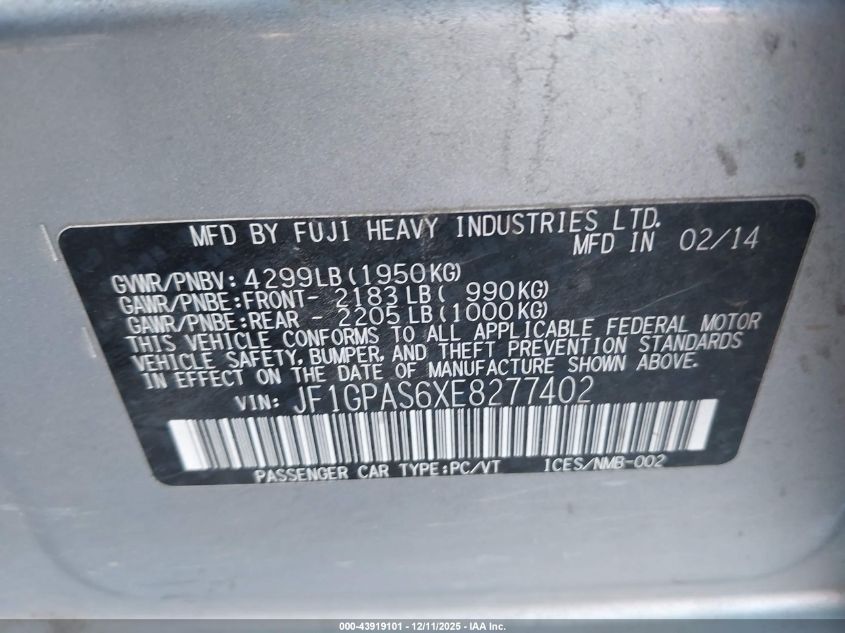 MFD BY FUJI HEAVY INDUSTRIES LTD.
MFD IN 02/14
GVWR/PNBV: 4299LB(1950KG)
GAWR/PNBE:FRONT- 2183LB( 990KG)
GAWR/PNBE:REAR - 2205LB(1000KG)
THIS VEHICLE CONFORMS TO ALL APPLICABLE FEDERAL MOTOR
VEHICLE SAFETY, BUMPER, AND THEFT PREVENTION STANDARDS
IN EFFECT ON THE DATE OF MANUFACTURE SHOWN ABOVE.
VIN: JF1GPAS6XE8277402
PASSENGER CAR TYPE:PC/VT 1CES/NMB-002
000-43919101 - 12/11/2025 - IAA Inc.